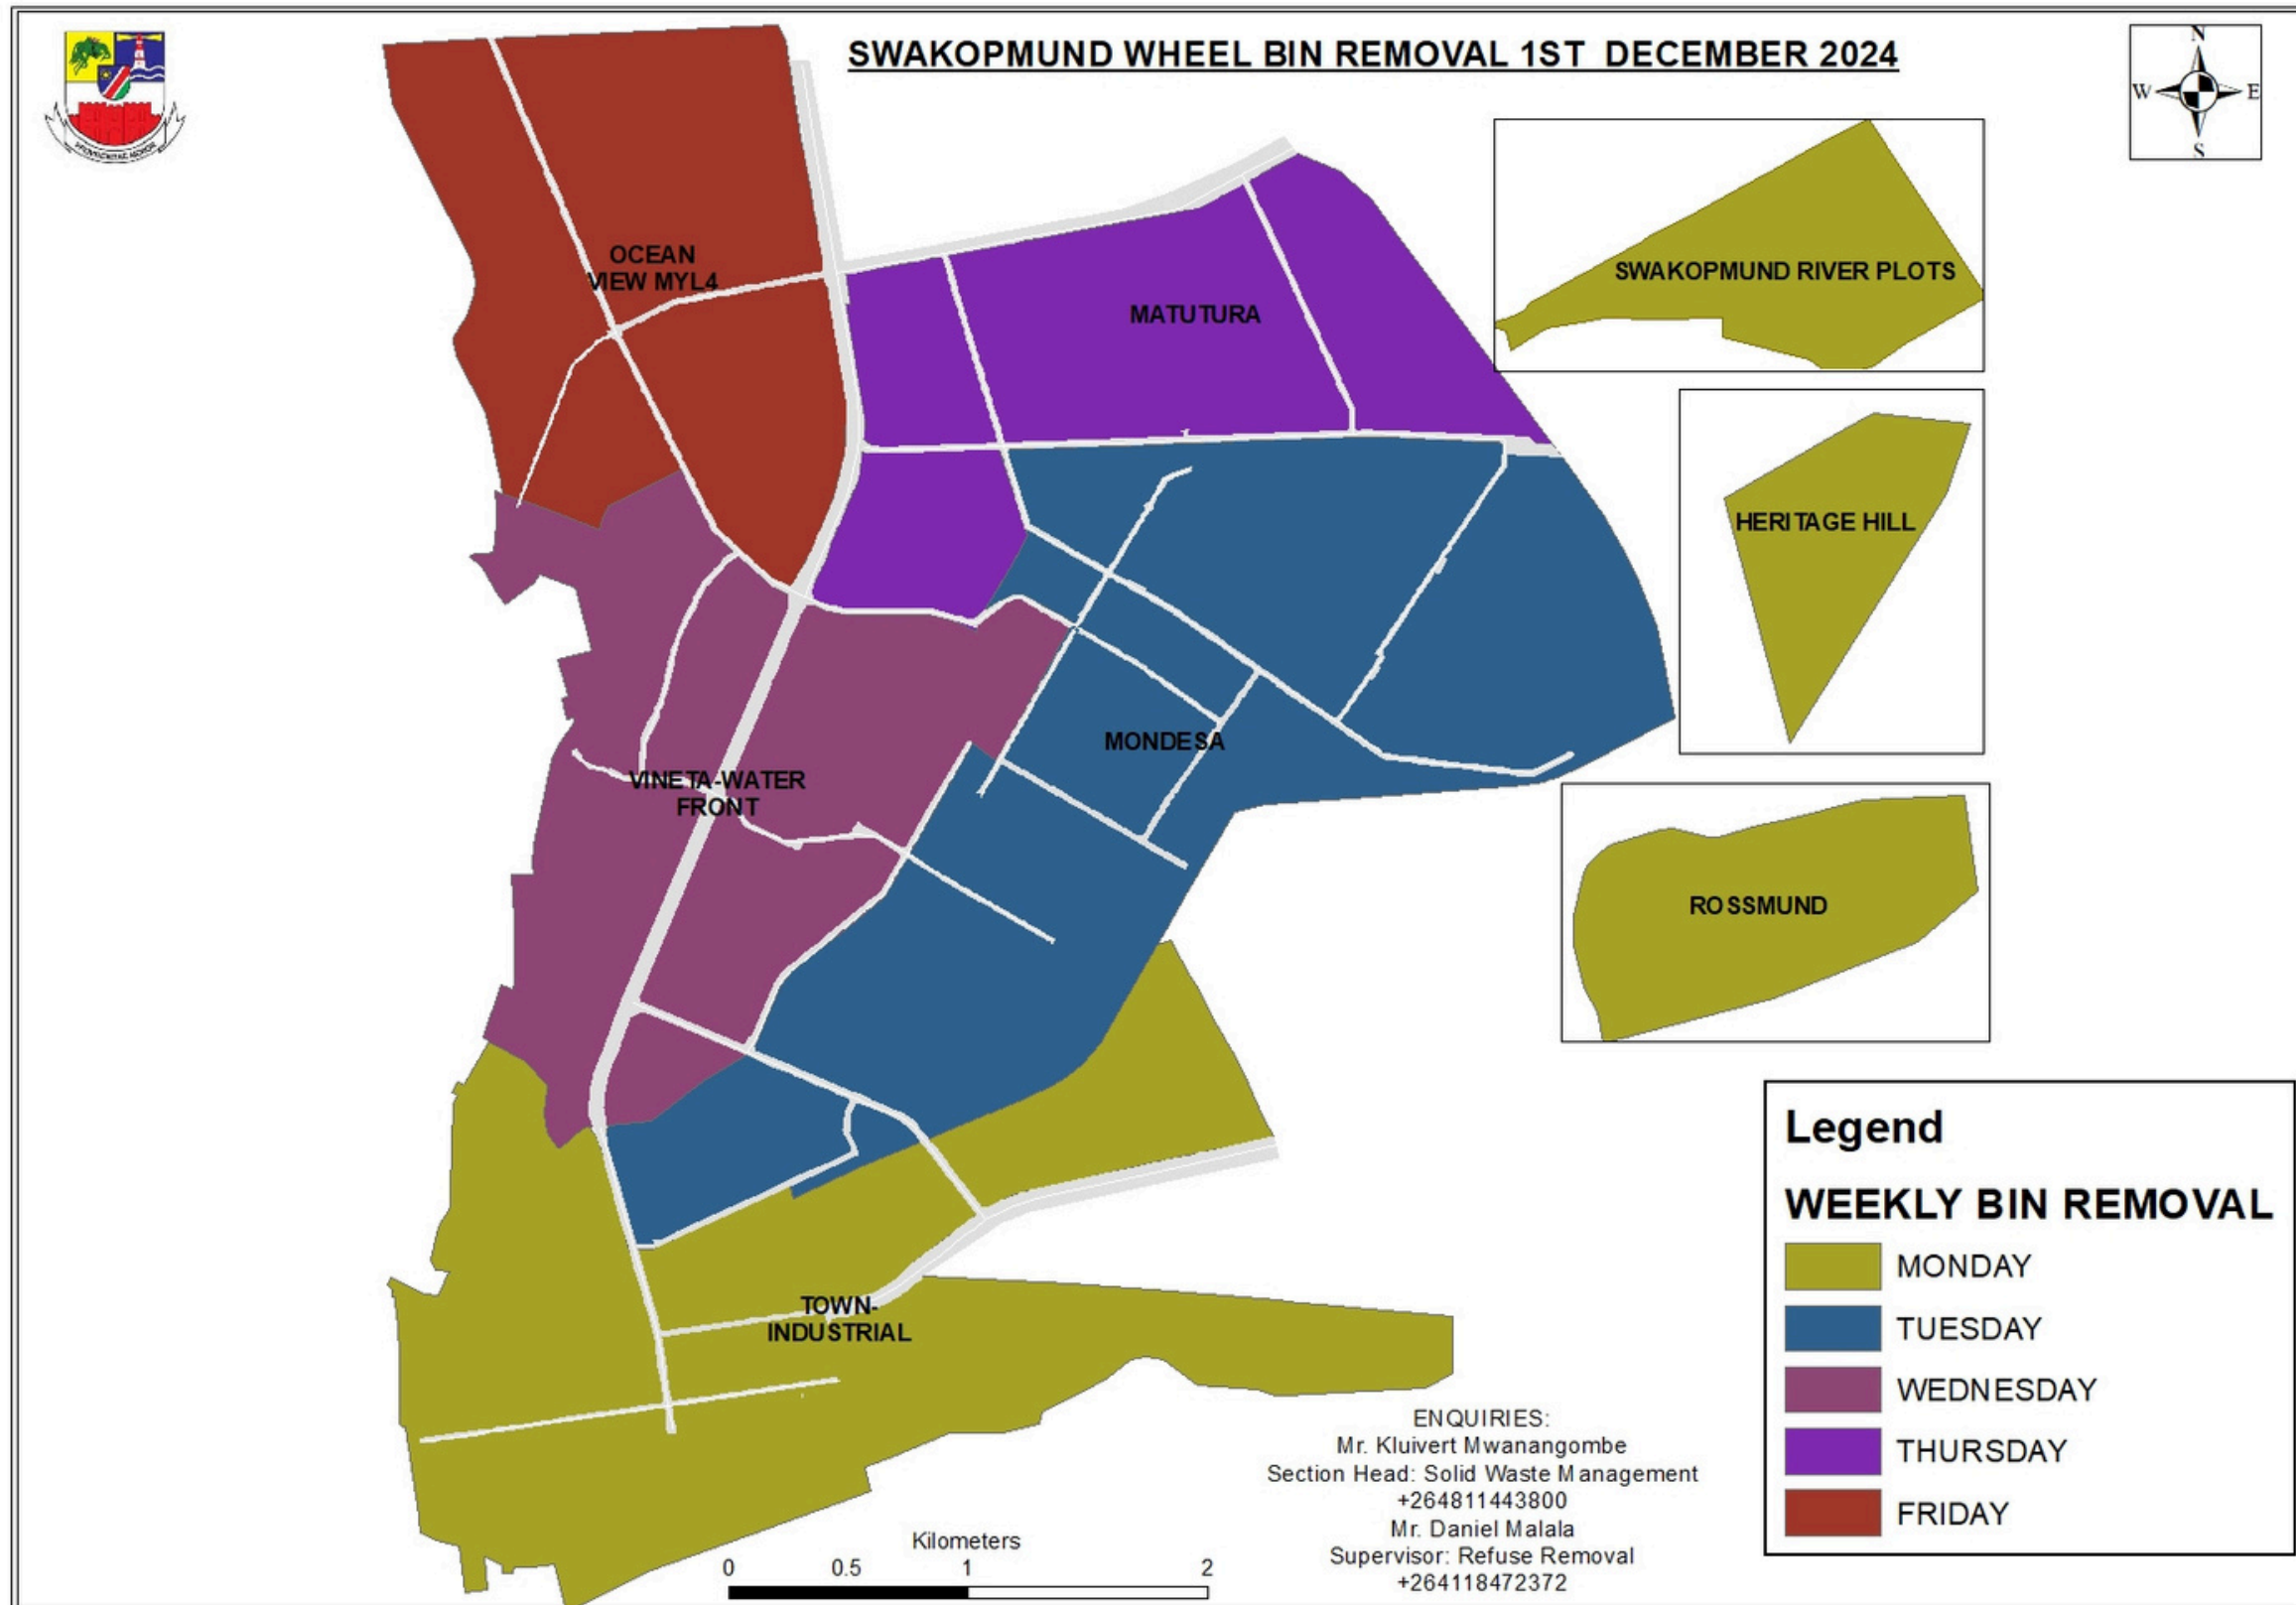 SWAKOPMUND WHEEL BIN REMOVAL 1ST DECEMBER 2024
N
W
E
S
OCEAN
VIEW MYL4
MATUTURA
SWAKOPMUND RIVER PLOTS
HERITAGE HILL
MONDESA
VINETA-WATER
FRONT
ROSSMUND
TOWN-
INDUSTRIAL
Legend
WEEKLY BIN REMOVAL
MONDAY
TUESDAY
WEDNESDAY
THURSDAY
FRIDAY
ENQUIRIES:
Mr. Kluivert Mwanangombe
Section Head: Solid Waste Management
+264811443800
Mr. Daniel Malala
Supervisor: Refuse Removal
+264118472372
Kilometers
0 0.5 1 2